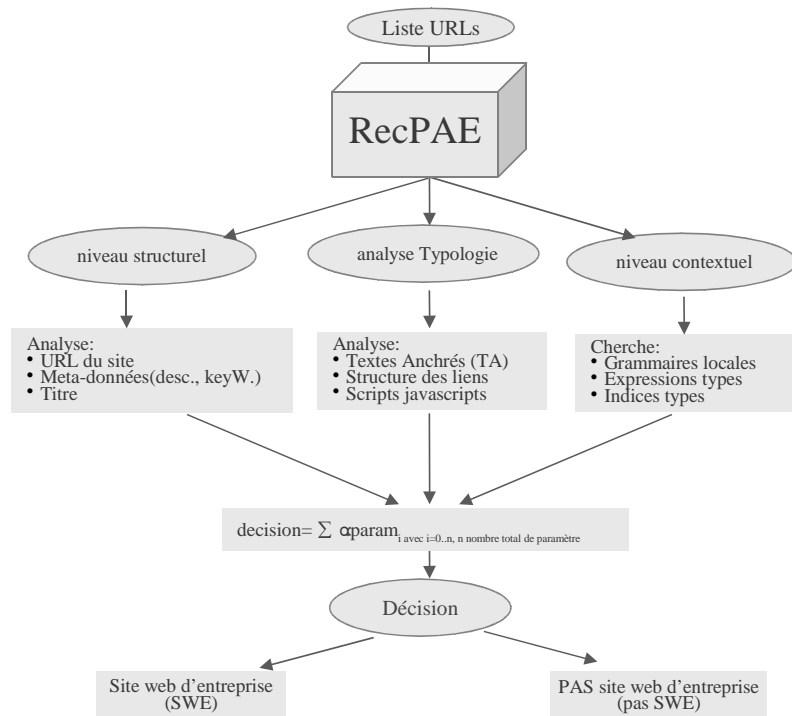 Liste URLs
RecPAE
niveau structurel
analyse Typologie
niveau contextuel
Analyse:
• URL du site
• Meta-données(desc., keyW.)
• Titre
Analyse:
• Textes Anchrés (TA)
• Structure des liens
• Scripts javascripts
Cherche:
• Grammaires locales
• Expressions types
• Indices types
decision= ∑ αparam i avec i=0..n, n nombre total de paramètre
Décision
Site web d'entreprise
(SWE)
PAS site web d'entreprise
(pas SWE)